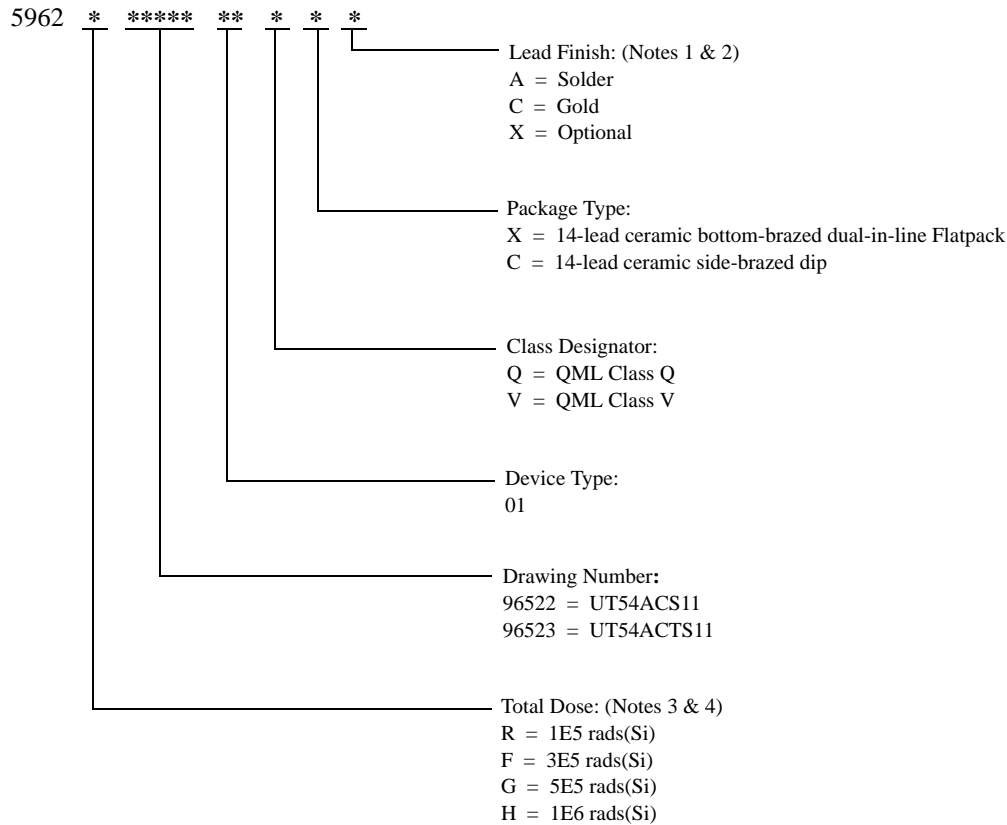 5962 * ***** ** * * *
Lead Finish: (Notes 1 & 2)
A = Solder
C = Gold
X = Optional
Package Type:
X = 14-lead ceramic bottom-brazed dual-in-line Flatpack
C = 14-lead ceramic side-brazed dip
Class Designator:
Q = QML Class Q
V = QML Class V
Device Type:
01
Drawing Number:
96522 = UT54ACS11
96523 = UT54ACTS11
Total Dose: (Notes 3 & 4)
R = 1E5 rads(Si)
F = 3E5 rads(Si)
G = 5E5 rads(Si)
H = 1E6 rads(Si)